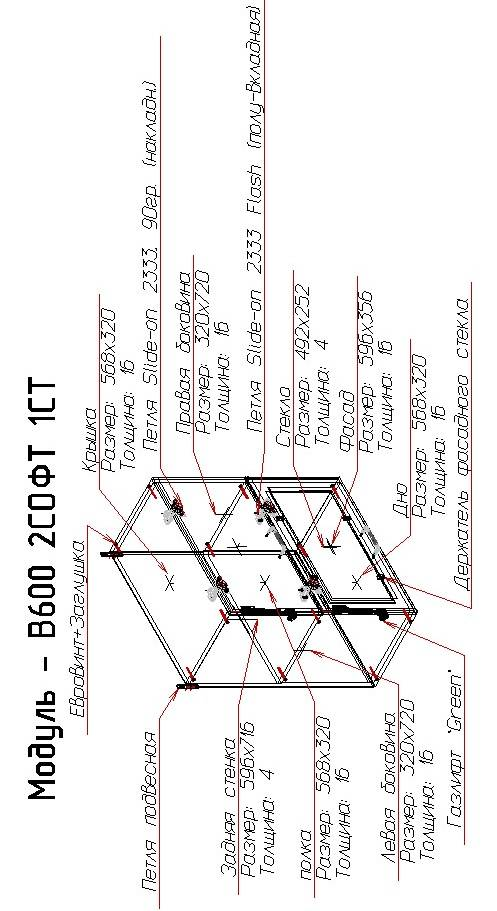 Модуль - В600 2СОФТ 1СТ
Евровинт+Заглушка
Крышка
Размер: 568x320
Толщина: 16
Петля Slide-on 2333, 90гр. (накладн.)
Правая боковина
Размер: 320x720
Толщина: 16
Петля Slide-on 2333 Flash (полу-вкладная)
Стекло
Размер: 492x252
Толщина: 4
Фасад
Размер: 596x356
Толщина: 16
Дно
Размер: 568x320
Толщина: 16
Держатель фасадного стекла
Петля подвесная
Задняя стенка
Размер: 596x716
Толщина: 4
полка
Размер: 568x320
Толщина: 16
Левая боковина
Размер: 320x720
Толщина: 16
Газлифт "Green"